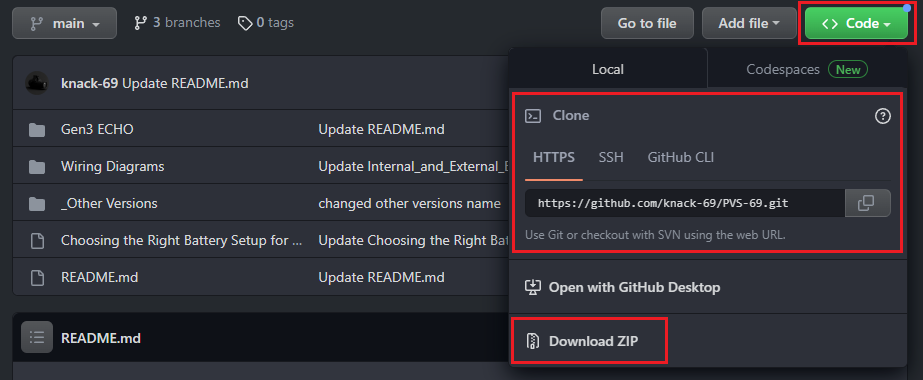 main
3 branches
0 tags
Go to file
Add file
<> Code
knack-69 Update README.md
Gen3 ECHO Update README.md
Wiring Diagrams Update Internal_and_External_
_Other Versions changed other versions name
Choosing the Right Battery Setup for ... Update Choosing the Right Bat
README.md Update README.md
README.md
Local
Codespaces New
Clone
HTTPS SSH GitHub CLI
https://github.com/knack-69/PVS-69.git
Use Git or checkout with SVN using the web URL.
Open with GitHub Desktop
Download ZIP